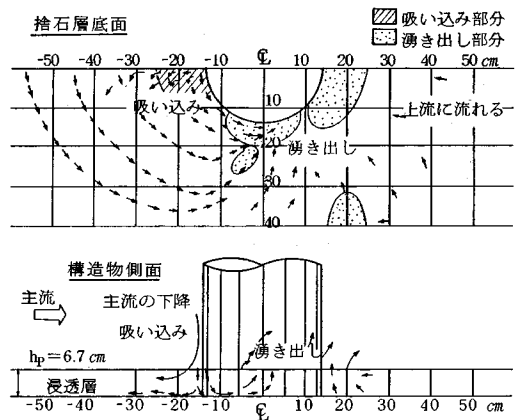 捨石層底面
吸い込み部分
湧き出し部分
-50 -40 -30 -20 -10 ℄ 10 20 30 40 50 cm
吸い込み
10
上流に流れる
湧き出し
20
30
40
構造物側面
主流
主流の下降
吸い込み
湧き出し
hp=6.7 cm
浸透層
-50 -40 -30 -20 -10 ℄ 10 20 30 40 50 cm